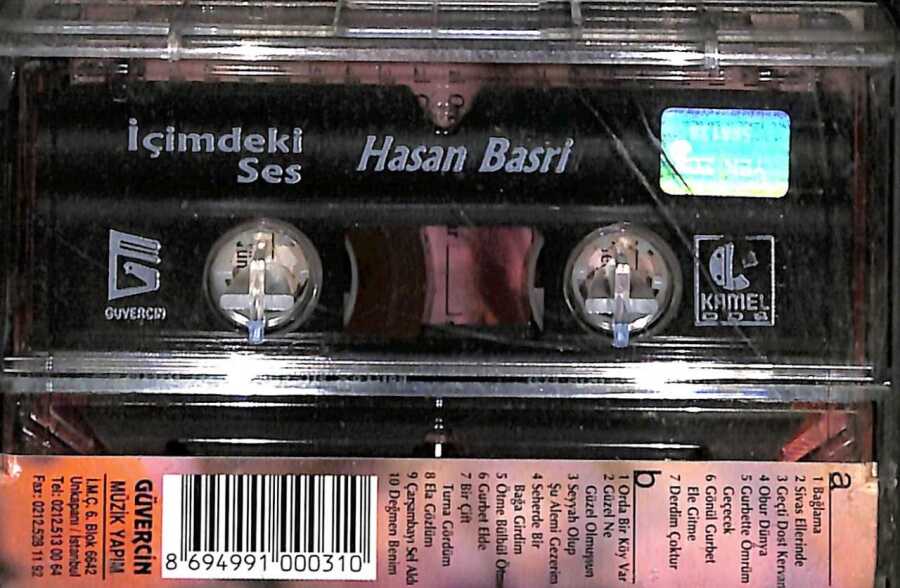 İçimdeki
Ses
Hasan Basri
GÜVERCİN
KAMEL
a
1 Bağlama
2 Sivas Ellerinde
3 Geçti Dost Kervanı
4 Opur Dünya
5 Gurbette Ömrüm
Geçecek
6 Gönül Gurbet
Ele Gitme
7 Derdim Çoktur
b
1 Orda Bir Köy Var
2 Güzel Ne
Güzel Olmuşsun
3 Seyyah Olup
Şu Alemi Gezerim
4 Seherde Bir
Bağa Girdim
5 Ötme Bülbül Ötme
6 Gurbet Elde
7 Bir Çift
Turna Gördüm
8 Ela Gözlüm
9 Çarşambayı Sel Aldı
10 Değmen Benim
8 694991 000310
GÜVERCİN
MÜZİK YAPIM
İ.M.Ç. 6. Blok 6642
Unkapanı / İstanbul
Tel: 0212.513 00 64
Fax: 0212.528 11 92